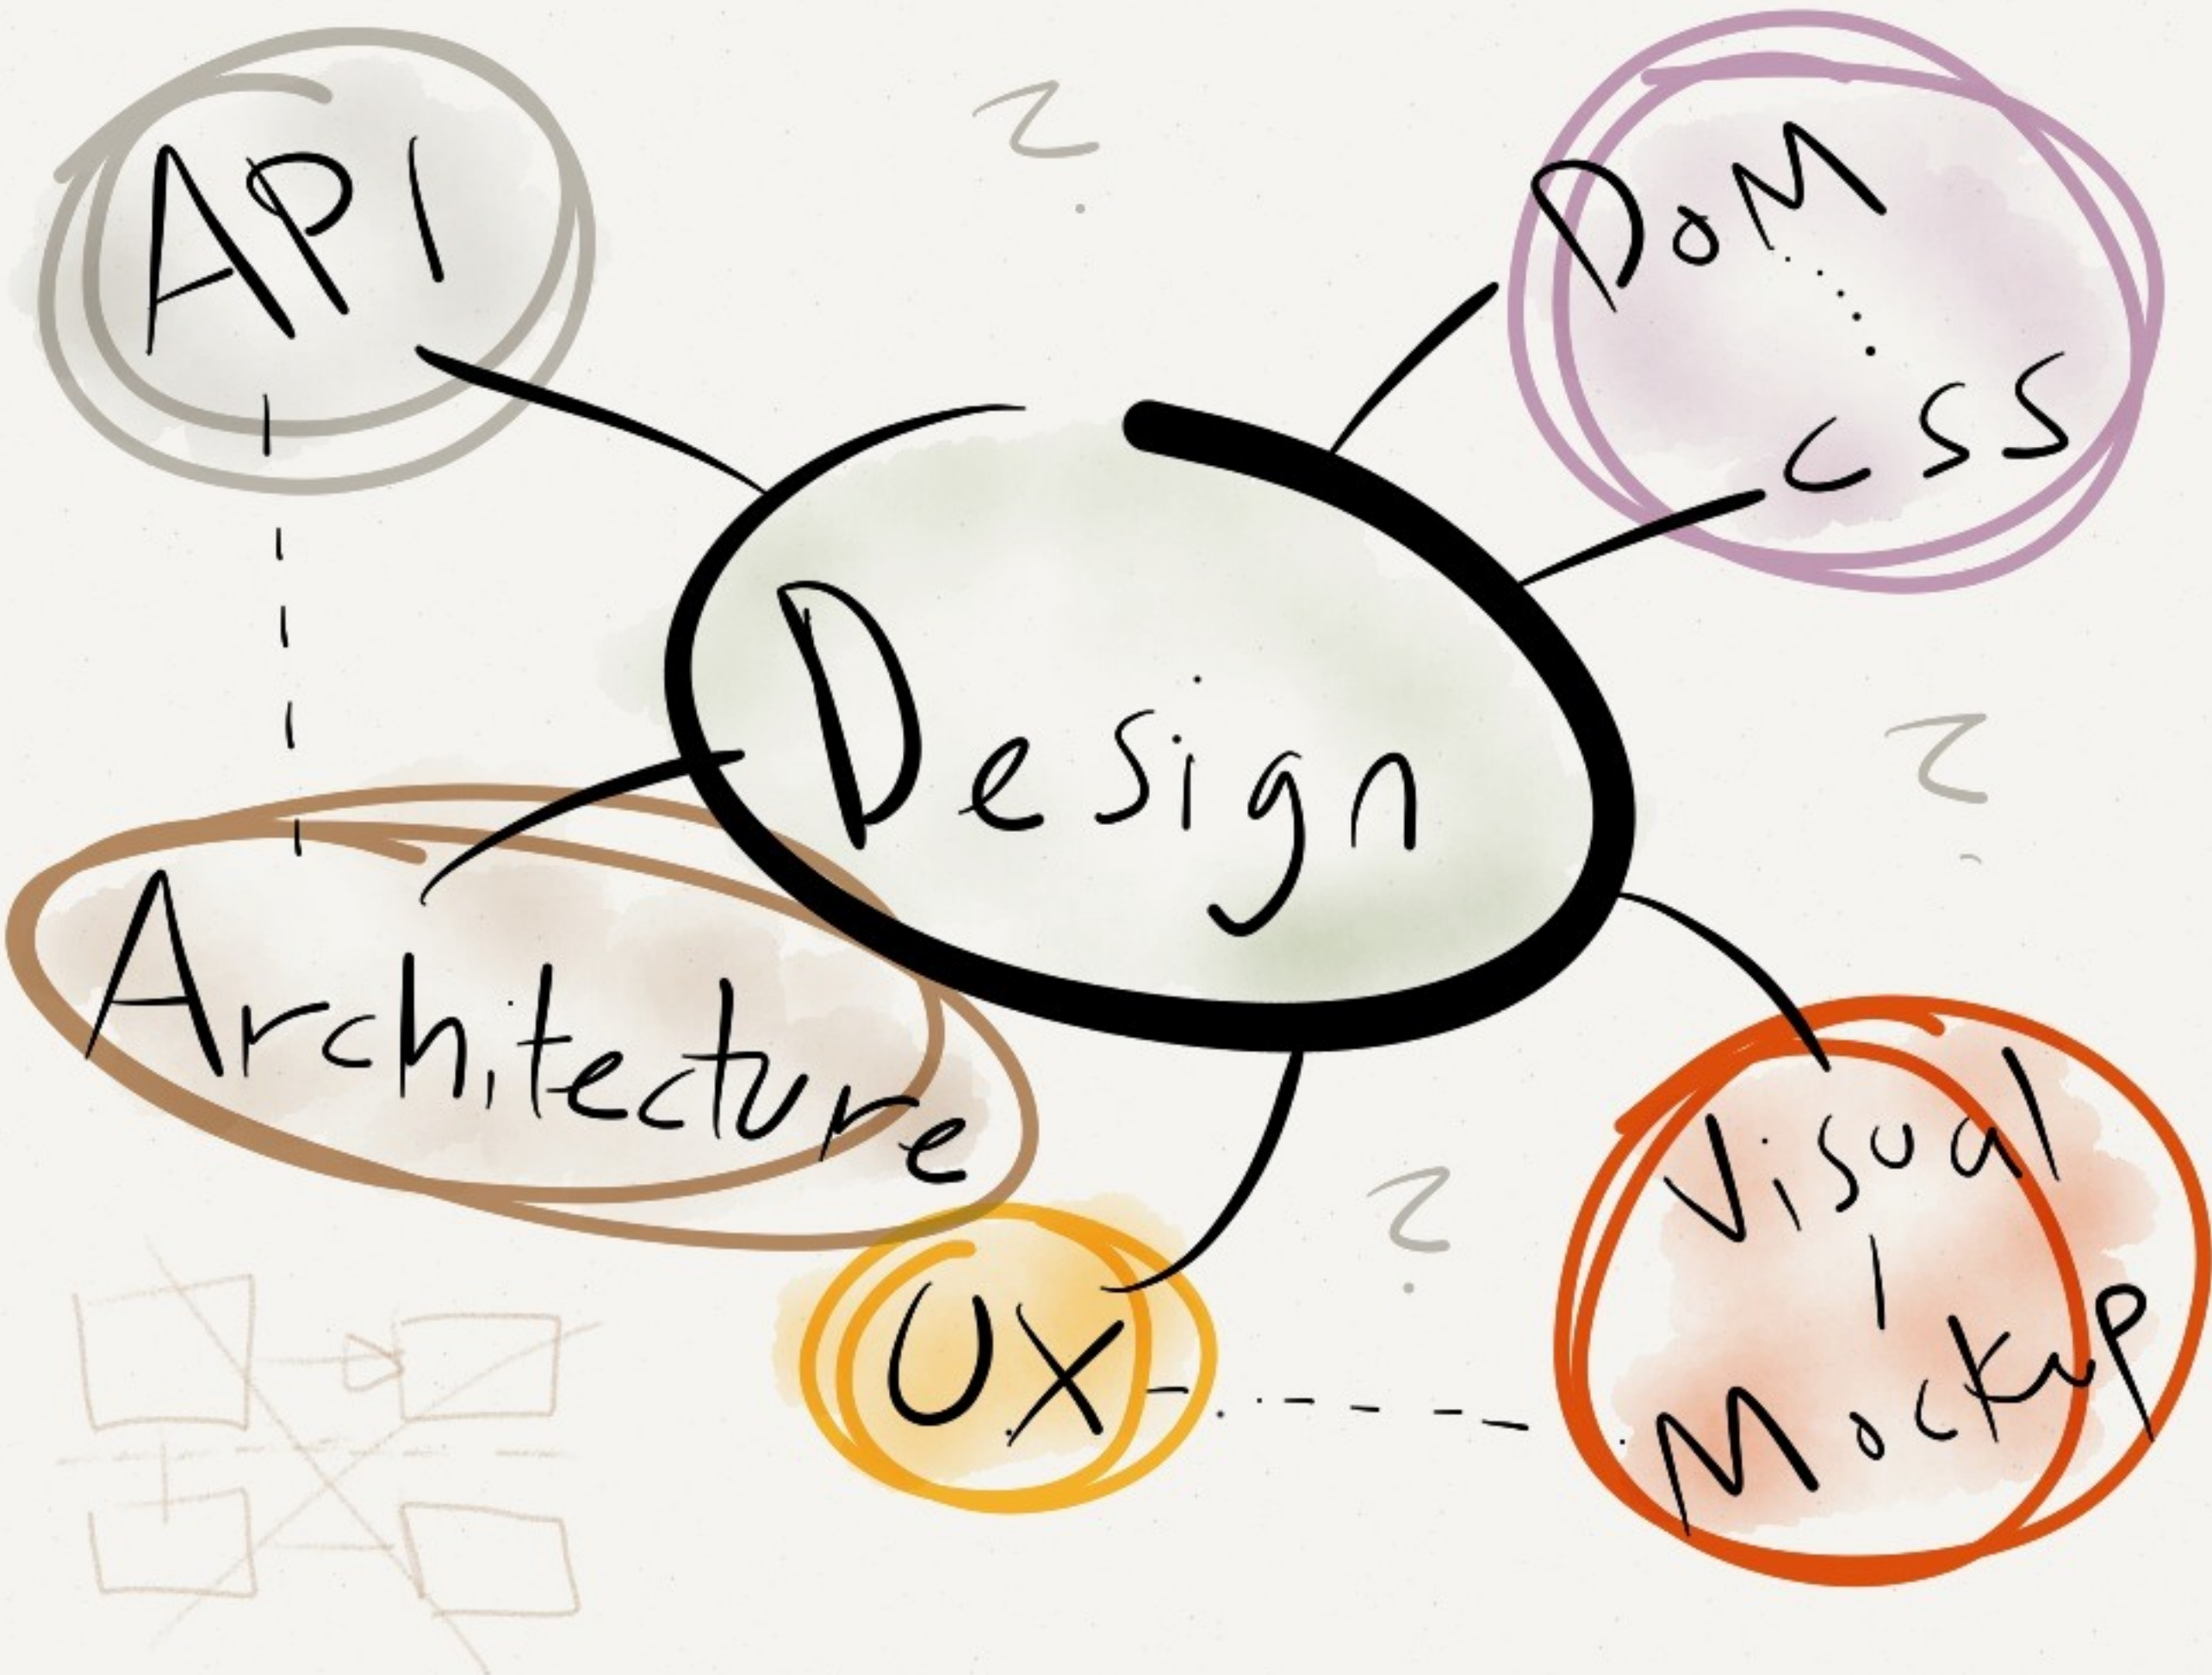 API
?
DoM
CSS
Design
?
Architecture
?
Visual
Mockup
UX